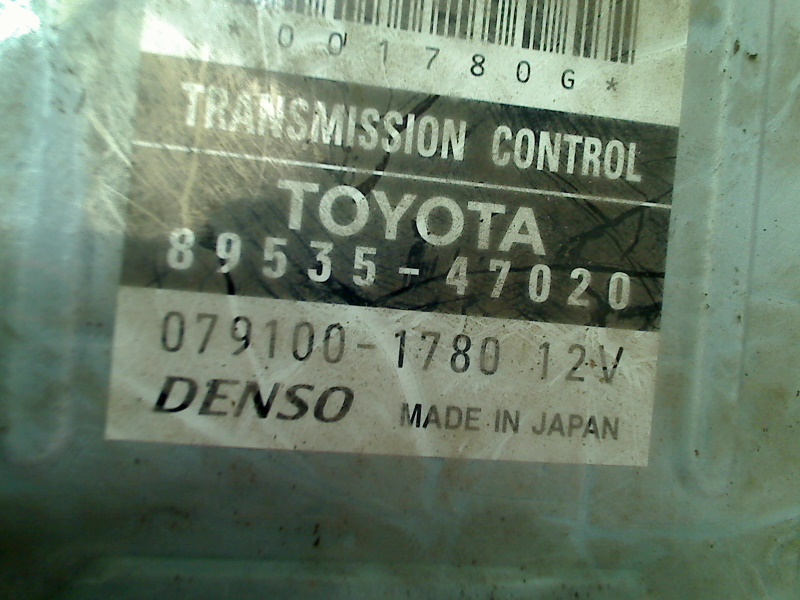 001780G*
TRANSMISSION CONTROL
TOYOTA
89535-47020
079100-1780 12V
DENSO MADE IN JAPAN